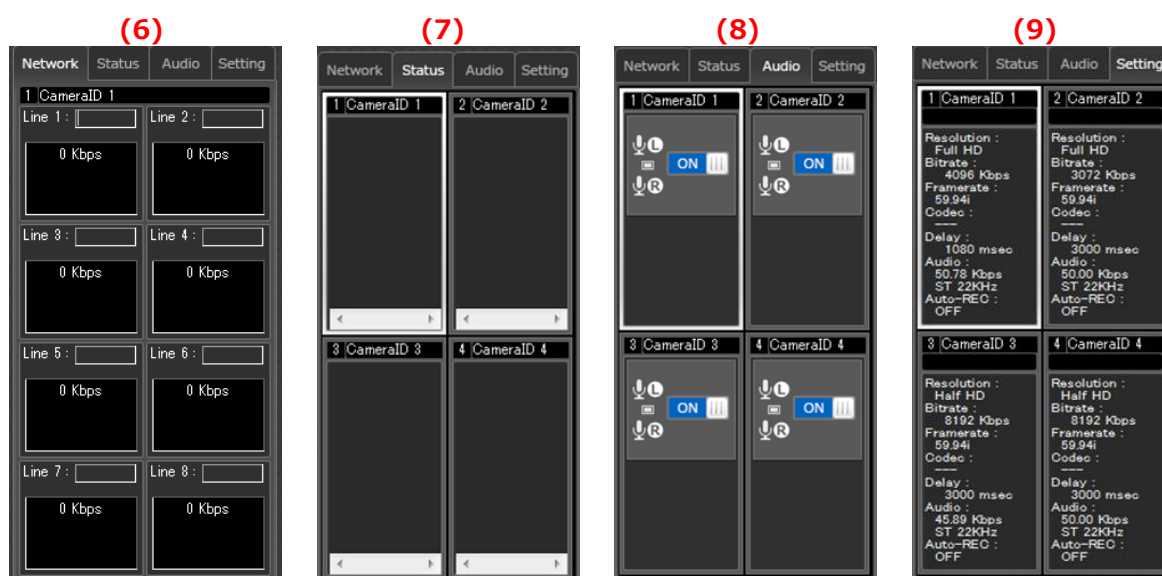 (6)
Network Status Audio Setting
1 CameraID 1
Line 1 : Line 2 :
0 Kbps 0 Kbps
Line 3 : Line 4 :
0 Kbps 0 Kbps
Line 5 : Line 6 :
0 Kbps 0 Kbps
Line 7 : Line 8 :
0 Kbps 0 Kbps
(7)
Network Status Audio Setting
1 CameraID 1 2 CameraID 2
3 CameraID 3 4 CameraID 4
(8)
Network Status Audio Setting
1 CameraID 1 2 CameraID 2
L L
ON ON
R R
3 CameraID 3 4 CameraID 4
L L
ON ON
R R
(9)
Network Status Audio Setting
1 CameraID 1
Resolution :
Full HD
Bitrate :
4096 Kbps
Framerate :
59.94i
Codec :
---
Delay :
1080 msec
Audio :
50.78 Kbps
ST 22KHz
Auto-REC :
OFF
2 CameraID 2
Resolution :
Full HD
Bitrate :
3072 Kbps
Framerate :
59.94i
Codec :
---
Delay :
3000 msec
Audio :
50.00 Kbps
ST 22KHz
Auto-REC :
OFF
3 CameraID 3
Resolution :
Half HD
Bitrate :
8192 Kbps
Framerate :
59.94i
Codec :
---
Delay :
3000 msec
Audio :
45.89 Kbps
ST 22KHz
Auto-REC :
OFF
4 CameraID 4
Resolution :
Half HD
Bitrate :
8192 Kbps
Framerate :
59.94i
Codec :
---
Delay :
3000 msec
Audio :
50.00 Kbps
ST 22KHz
Auto-REC :
OFF